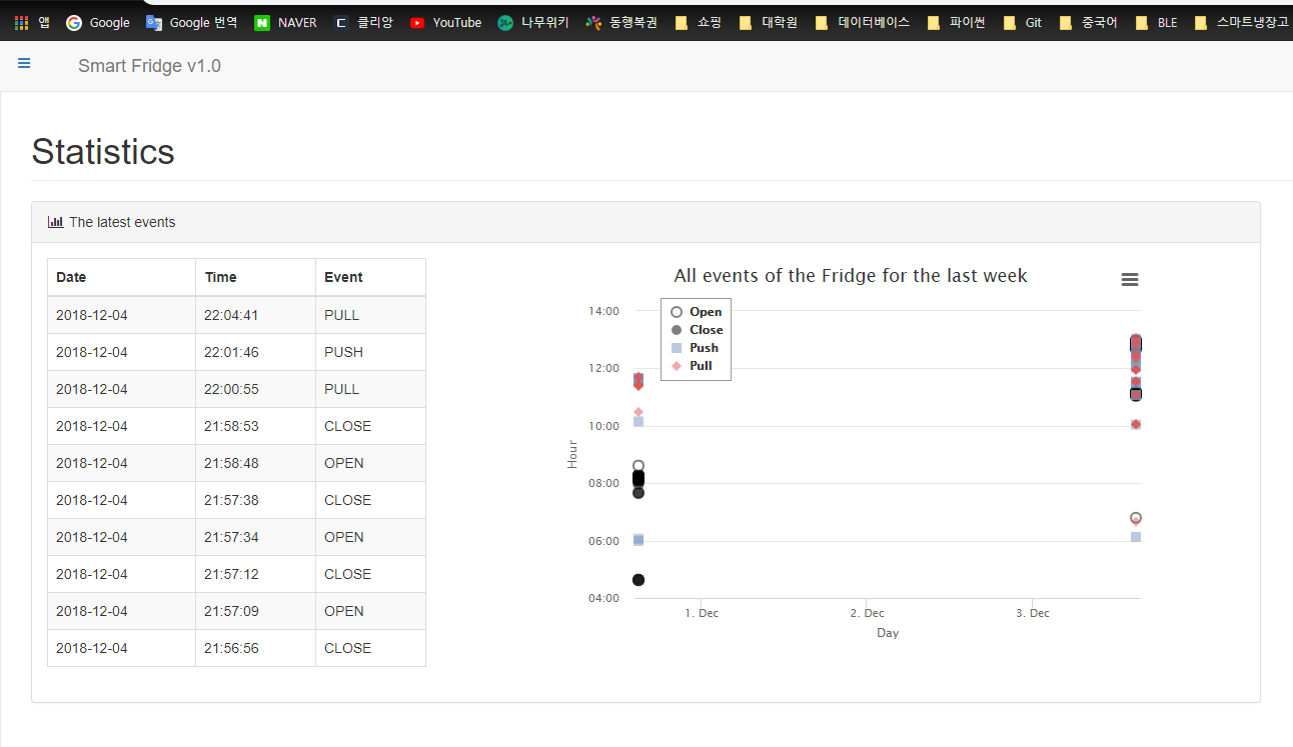 앱 Google Google 번역 NAVER 클리앙 YouTube 나무위키 동행복권 쇼핑 대학원 데이터베이스 파이썬 Git 중국어 BLE 스마트냉장고
Smart Fridge v1.0
Statistics
The latest events
Date Time Event
2018-12-04 22:04:41 PULL
2018-12-04 22:01:46 PUSH
2018-12-04 22:00:55 PULL
2018-12-04 21:58:53 CLOSE
2018-12-04 21:58:48 OPEN
2018-12-04 21:57:38 CLOSE
2018-12-04 21:57:34 OPEN
2018-12-04 21:57:12 CLOSE
2018-12-04 21:57:09 OPEN
2018-12-04 21:56:56 CLOSE
All events of the Fridge for the last week
Open
Close
Push
Pull
Hour
14:00
12:00
10:00
08:00
06:00
04:00
1. Dec 2. Dec 3. Dec
Day